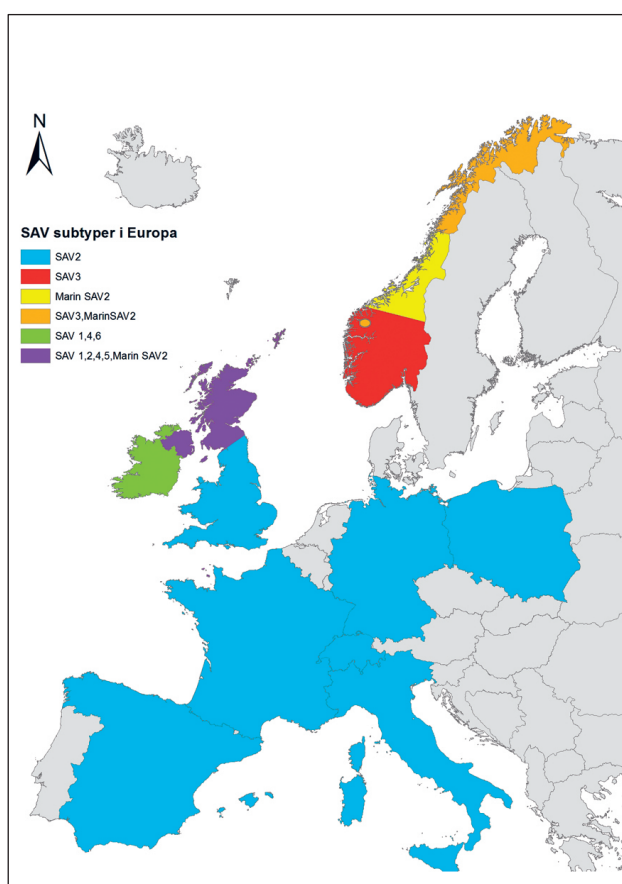 N
SAV subtyper i Europa
SAV2
SAV3
Marin SAV2
SAV3,MarinSAV2
SAV 1,4,6
SAV 1,2,4,5,Marin SAV2